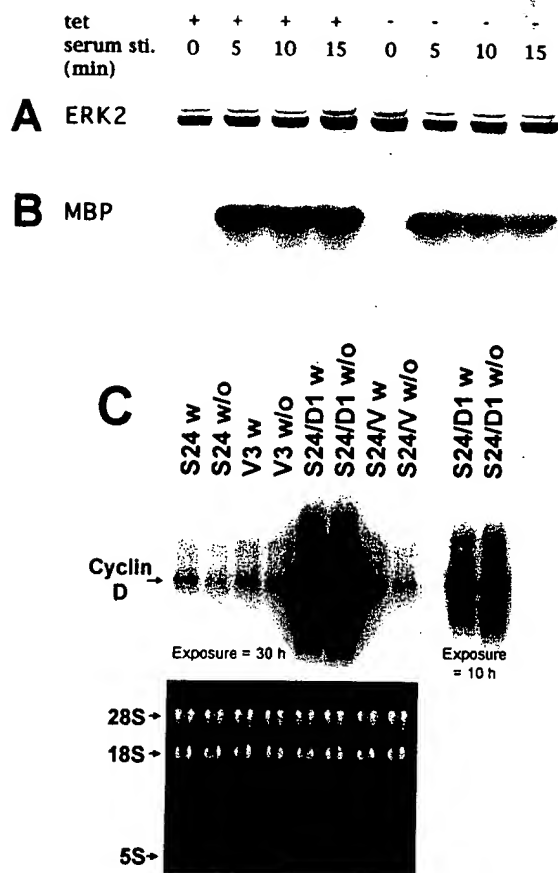 tet + + + + - - - -
serum sti. 0 5 10 15 0 5 10 15
(min)
A ERK2
B MBP
C
S24 w
S24 w/o
V3 w
V3 w/o
S24/D1 w
S24/D1 w/o
S24/V w
S24/V w/o
S24/D1 w
S24/D1 w/o
Cyclin
D →
Exposure = 30 h
Exposure
= 10 h
28S→
18S→
5S→